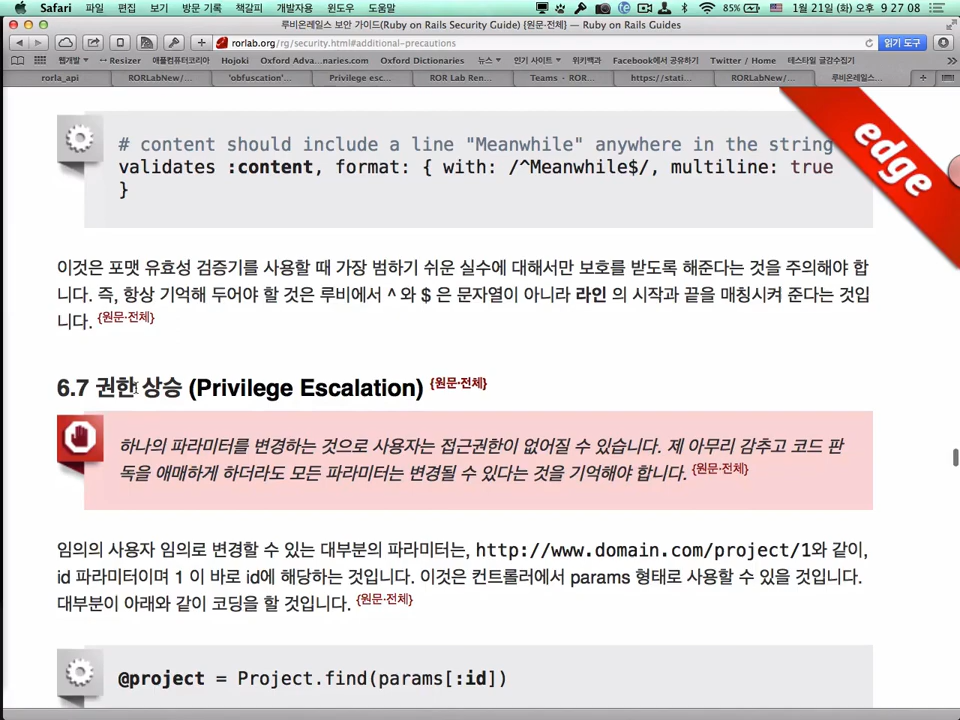 Safari 파일 편집 보기 방문 기록 책갈피 개발자용 윈도우 도움말 85% 1월 21일 (화) 오후 9 27 08
루비온레일스 보안 가이드(Ruby on Rails Security Guide) {원문-전체} — Ruby on Rails Guides
rorlab.org/rg/security.html#additional-precautions 읽기 도구
웹개발 ↔ Resizer 애플컴퓨터코리아 Hojoki Oxford Adva...naries.com Oxford Dictionaries 뉴스 인기 사이트 위키백과 Facebook에서 공유하기 Twitter / Home 테스타일 글감수집기
rorla_api RORLabNew/... 'obfuscation'... Privilege esc... ROR Lab Ren... Teams - ROR... https://stati... RORLabNew/... 루비온레일스...
edge
# content should include a line "Meanwhile" anywhere in the string
validates :content, format: { with: /^Meanwhile$/, multiline: true
}
이것은 포맷 유효성 검증기를 사용할 때 가장 범하기 쉬운 실수에 대해서만 보호를 받도록 해준다는 것을 주의해야 합
니다. 즉, 항상 기억해 두어야 할 것은 루비에서 ^ 와 $ 은 문자열이 아니라 라인 의 시작과 끝을 매칭시켜 준다는 것입
니다. {원문-전체}
6.7 권한 상승 (Privilege Escalation) {원문-전체}
하나의 파라미터를 변경하는 것으로 사용자는 접근권한이 없어질 수 있습니다. 제 아무리 감추고 코드 판
독을 애매하게 하더라도 모든 파라미터는 변경될 수 있다는 것을 기억해야 합니다. {원문-전체}
임의의 사용자 임의로 변경할 수 있는 대부분의 파라미터는, http://www.domain.com/project/1와 같이,
id 파라미터이며 1 이 바로 id에 해당하는 것입니다. 이것은 컨트롤러에서 params 형태로 사용할 수 있을 것입니다.
대부분이 아래와 같이 코딩을 할 것입니다. {원문-전체}
@project = Project.find(params[:id])